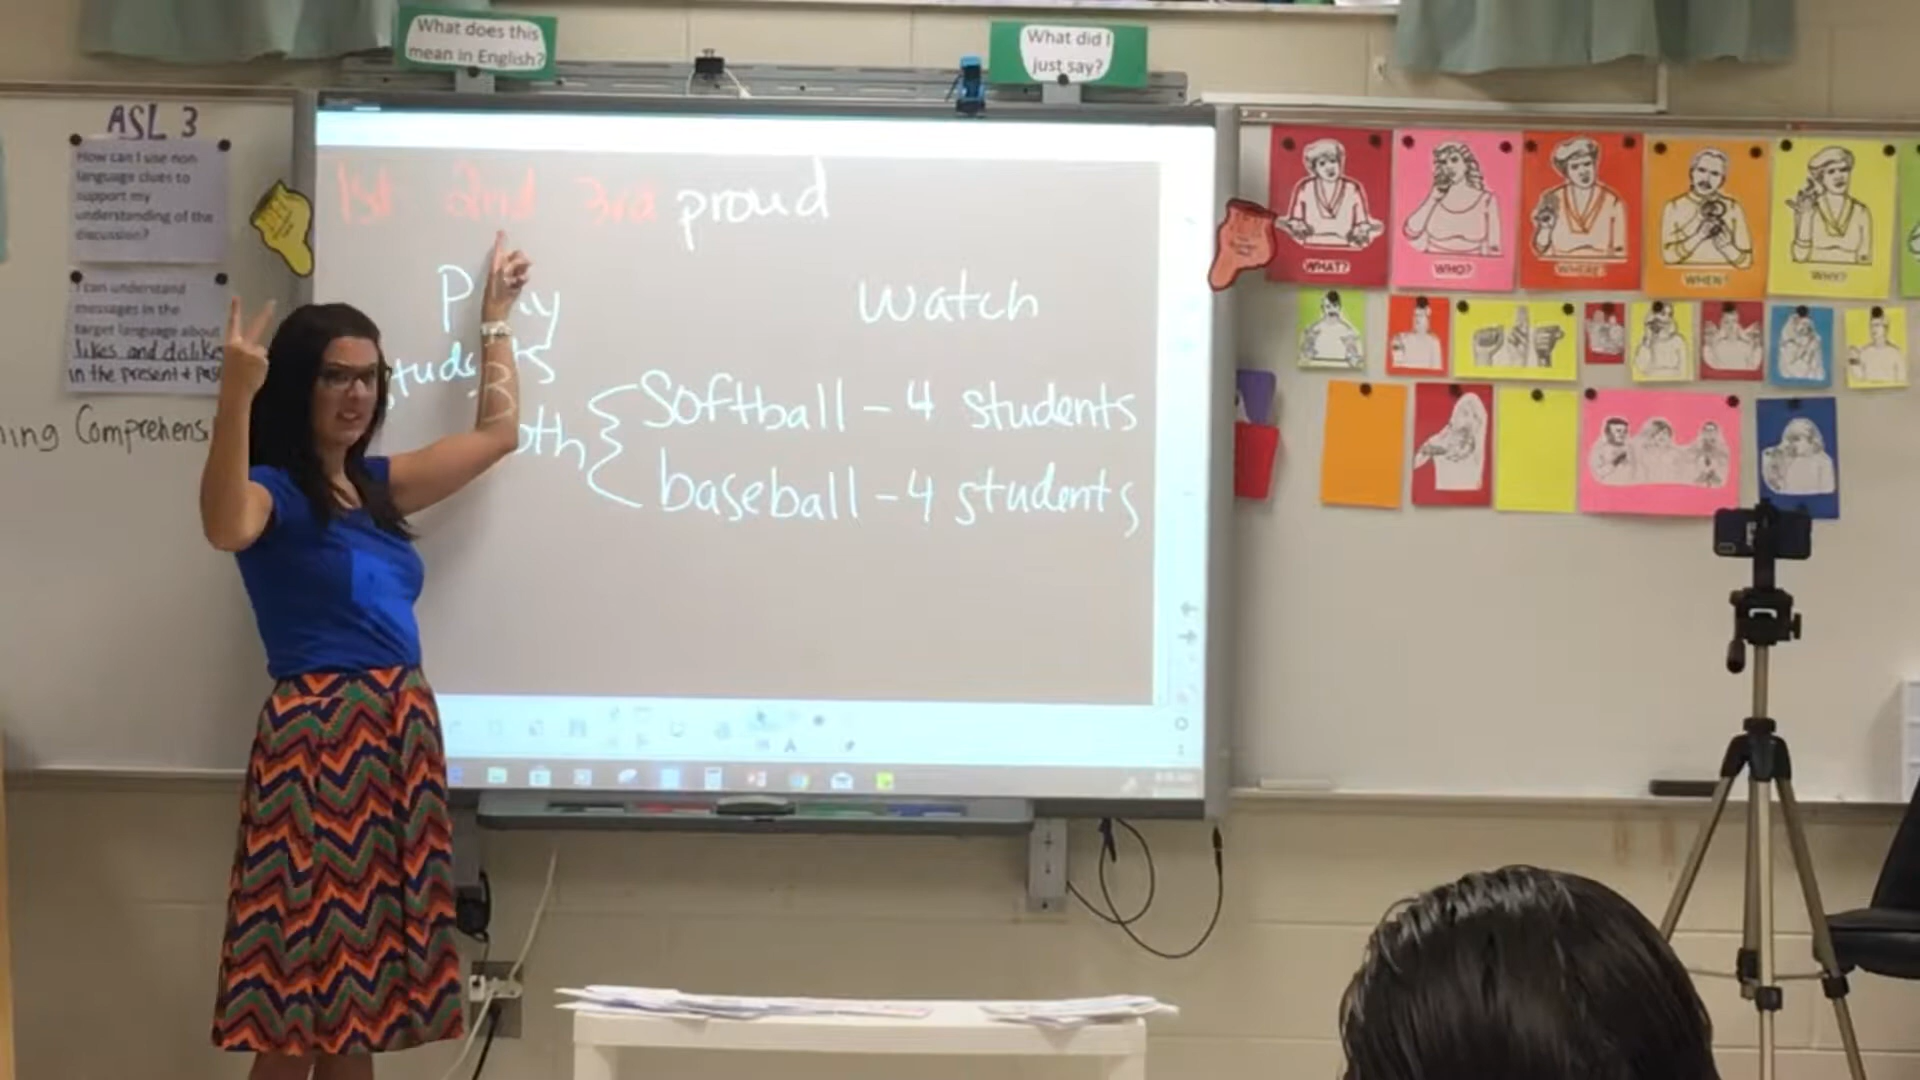 What does this
mean in English?
What did I
just say?
ASL 3
How can I use non
language clues to
support my
understanding of the
discussion?
I can understand
messages in the
target language about
likes and dislikes
in the present + past
ning Comprehens
1st 2nd 3rd proud
Watch
3
Softball - 4 students
baseball - 4 students
WHAT?
WHO?
WHERE?
WHEN?
WHY?